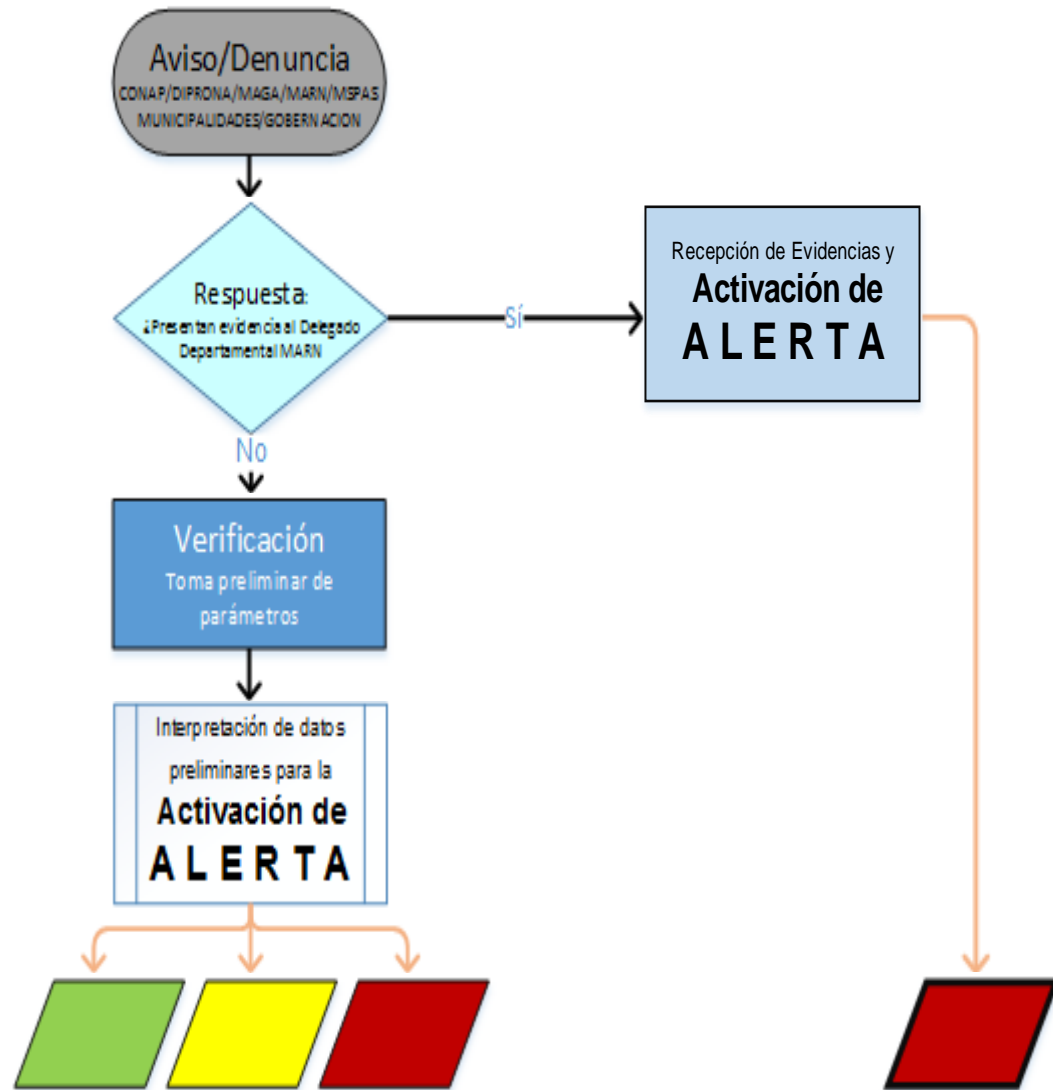 Aviso/Denuncia
CONAP/DIPRONA/MAGA/MARN/MSPAS
MUNICIPALIDADES/GOBERNACION
Respuesta:
¿Presentan evidencia al Delegado
Departamental MARN
Sí
Recepción de Evidencias y
Activación de
A L E R T A
No
Verificación
Toma preliminar de
parámetros
Interpretación de datos
preliminares para la
Activación de
A L E R T A